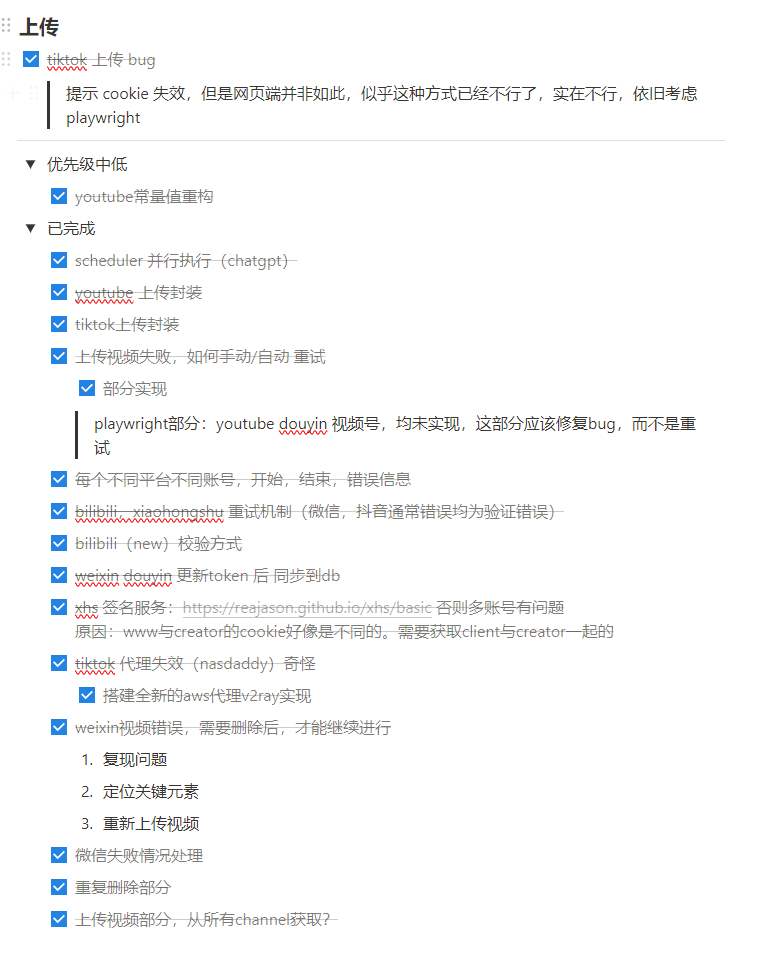 上传
tiktok 上传 bug
提示 cookie 失效，但是网页端并非如此，似乎这种方式已经不行了，实在不行，依旧考虑
playwright
优先级中低
youtube常量值重构
已完成
scheduler 并行执行（chatgpt）
youtube 上传封装
tiktok上传封装
上传视频失败，如何手动/自动 重试
部分实现
playwright部分：youtube douyin 视频号，均未实现，这部分应该修复bug，而不是重
试
每个不同平台不同账号，开始，结束，错误信息
bilibili，xiaohongshu 重试机制（微信，抖音通常错误均为验证错误）
bilibili（new）校验方式
weixin douyin 更新token 后 同步到db
xhs 签名服务：https://reajason.github.io/xhs/basic 否则多账号有问题
原因：www与creator的cookie好像是不同的。需要获取client与creator一起的
tiktok 代理失效（nasdaddy）奇怪
搭建全新的aws代理v2ray实现
weixin视频错误，需要删除后，才能继续进行
1. 复现问题
2. 定位关键元素
3. 重新上传视频
微信失败情况处理
重复删除部分
上传视频部分，从所有channel获取？